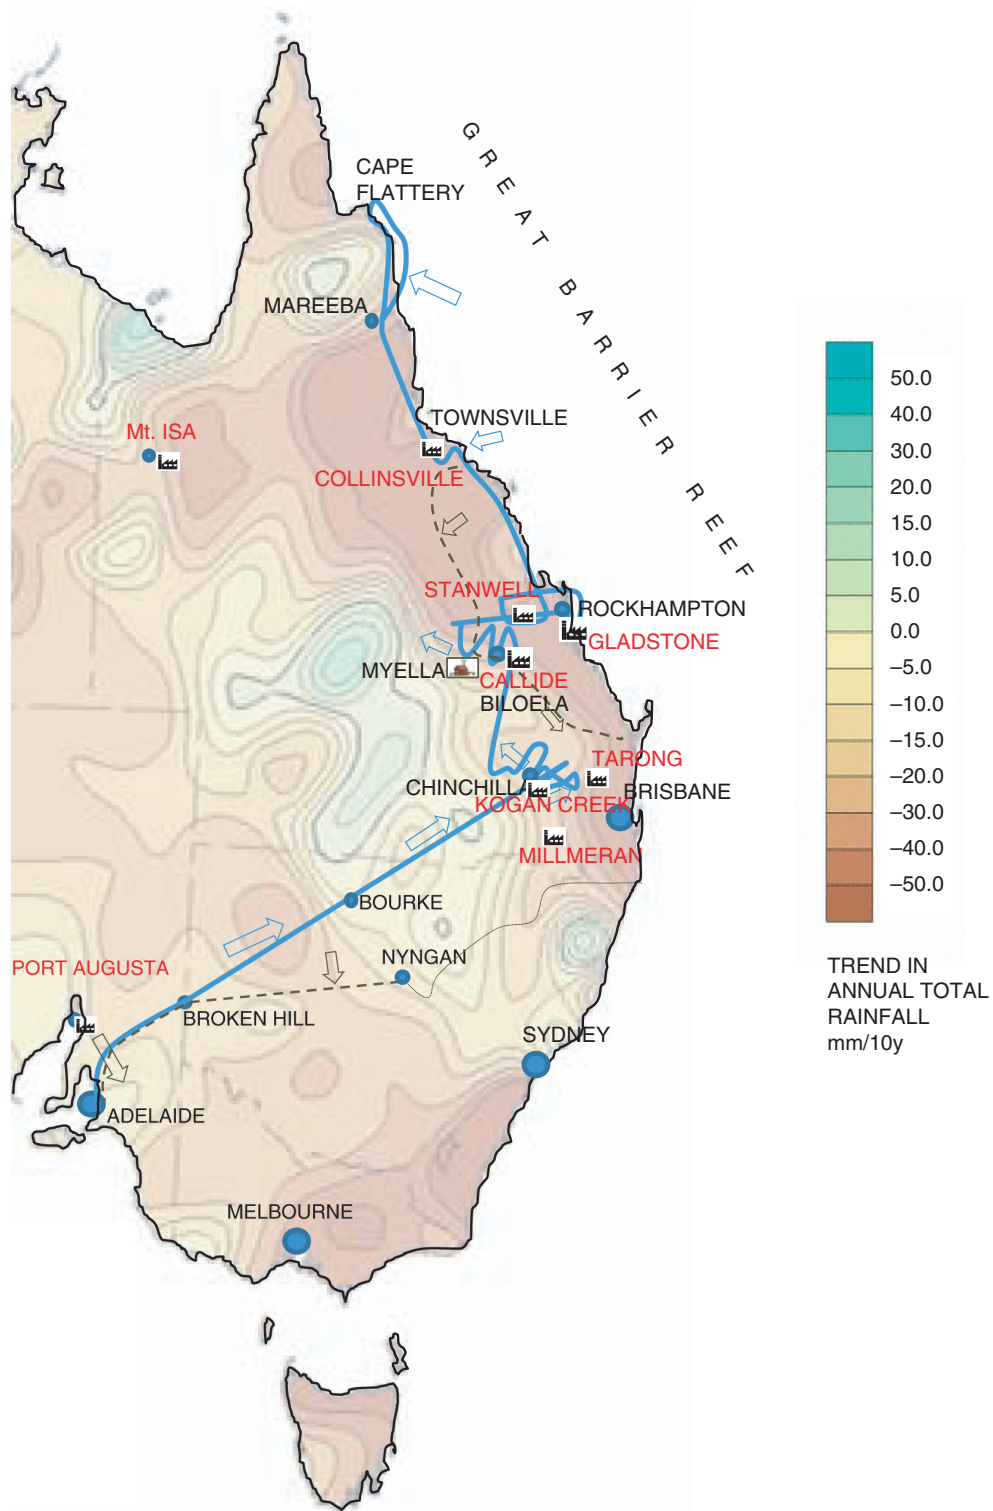 CAPE
FLATTERY
GREAT BARRIER REEF
MAREEBA
TOWNSVILLE
Mt. ISA
COLLINSVILLE
STANWELL
ROCKHAMPTON
GLADSTONE
MYELLA
CALLIDE
BILOELA
TARONG
CHINCHILLA
BRISBANE
KOGAN CREEK
MILLMERAN
BOURKE
NYNGAN
PORT AUGUSTA
BROKEN HILL
SYDNEY
ADELAIDE
MELBOURNE
50.0
40.0
30.0
20.0
15.0
10.0
5.0
0.0
–5.0
–10.0
–15.0
–20.0
–30.0
–40.0
–50.0
TREND IN
ANNUAL TOTAL
RAINFALL
mm/10y